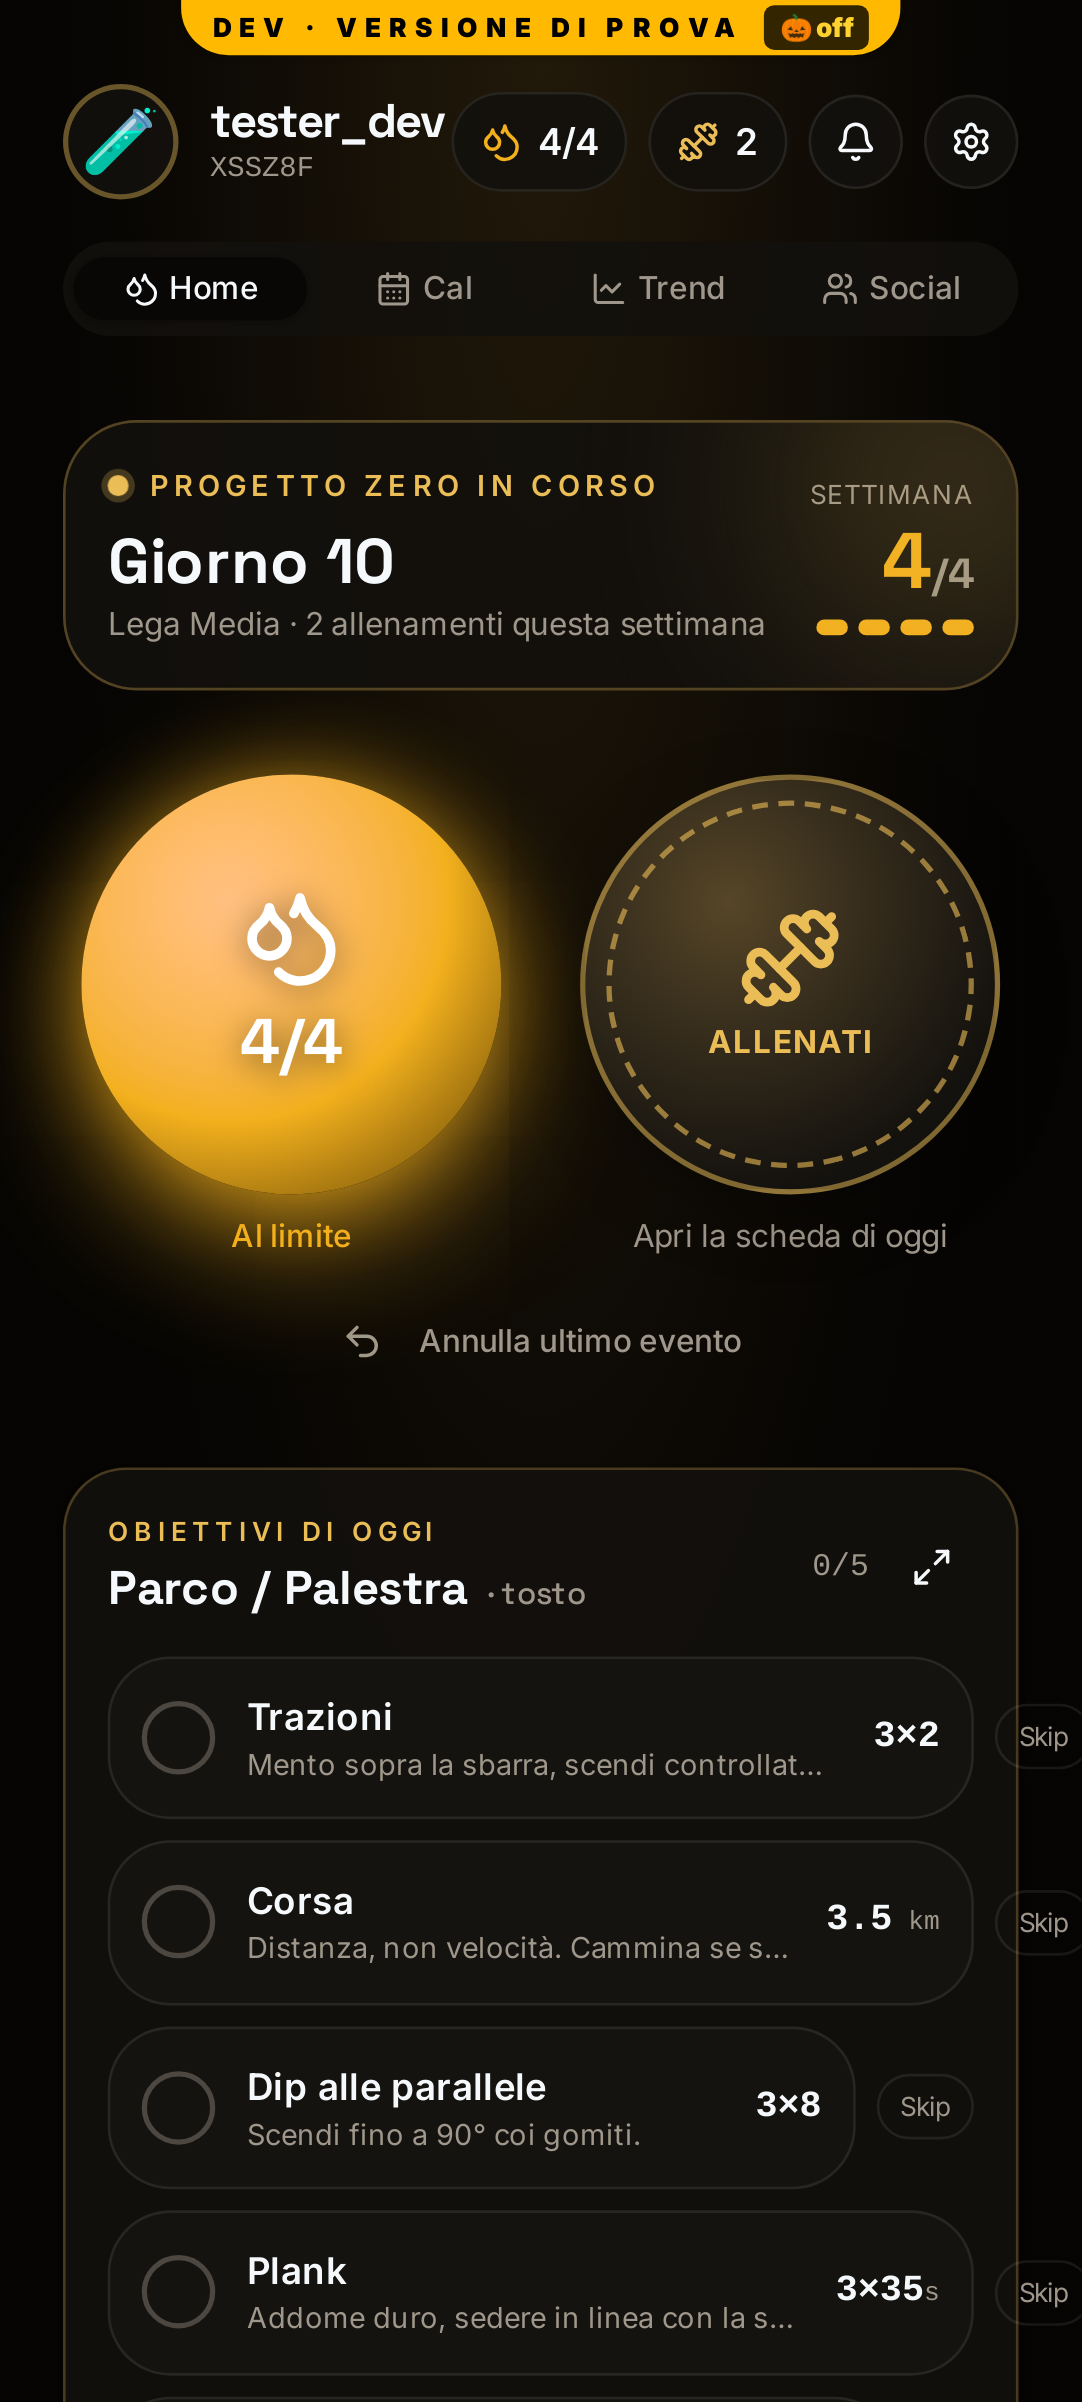 DEV · VERSIONE DI PROVA 🎃 off
tester_dev
XSSZ8F
4/4
2
Home Cal Trend Social
PROGETTO ZERO IN CORSO
Giorno 10
Lega Media · 2 allenamenti questa settimana
SETTIMANA
4/4
4/4
Al limite
ALLENATI
Apri la scheda di oggi
Annulla ultimo evento
OBIETTIVI DI OGGI
Parco / Palestra · tosto
0/5
Trazioni
Mento sopra la sbarra, scendi controllat...
3×2
Skip
Corsa
Distanza, non velocità. Cammina se s...
3.5 km
Skip
Dip alle parallele
Scendi fino a 90° coi gomiti.
3×8
Skip
Plank
Addome duro, sedere in linea con la s...
3×35s
Skip